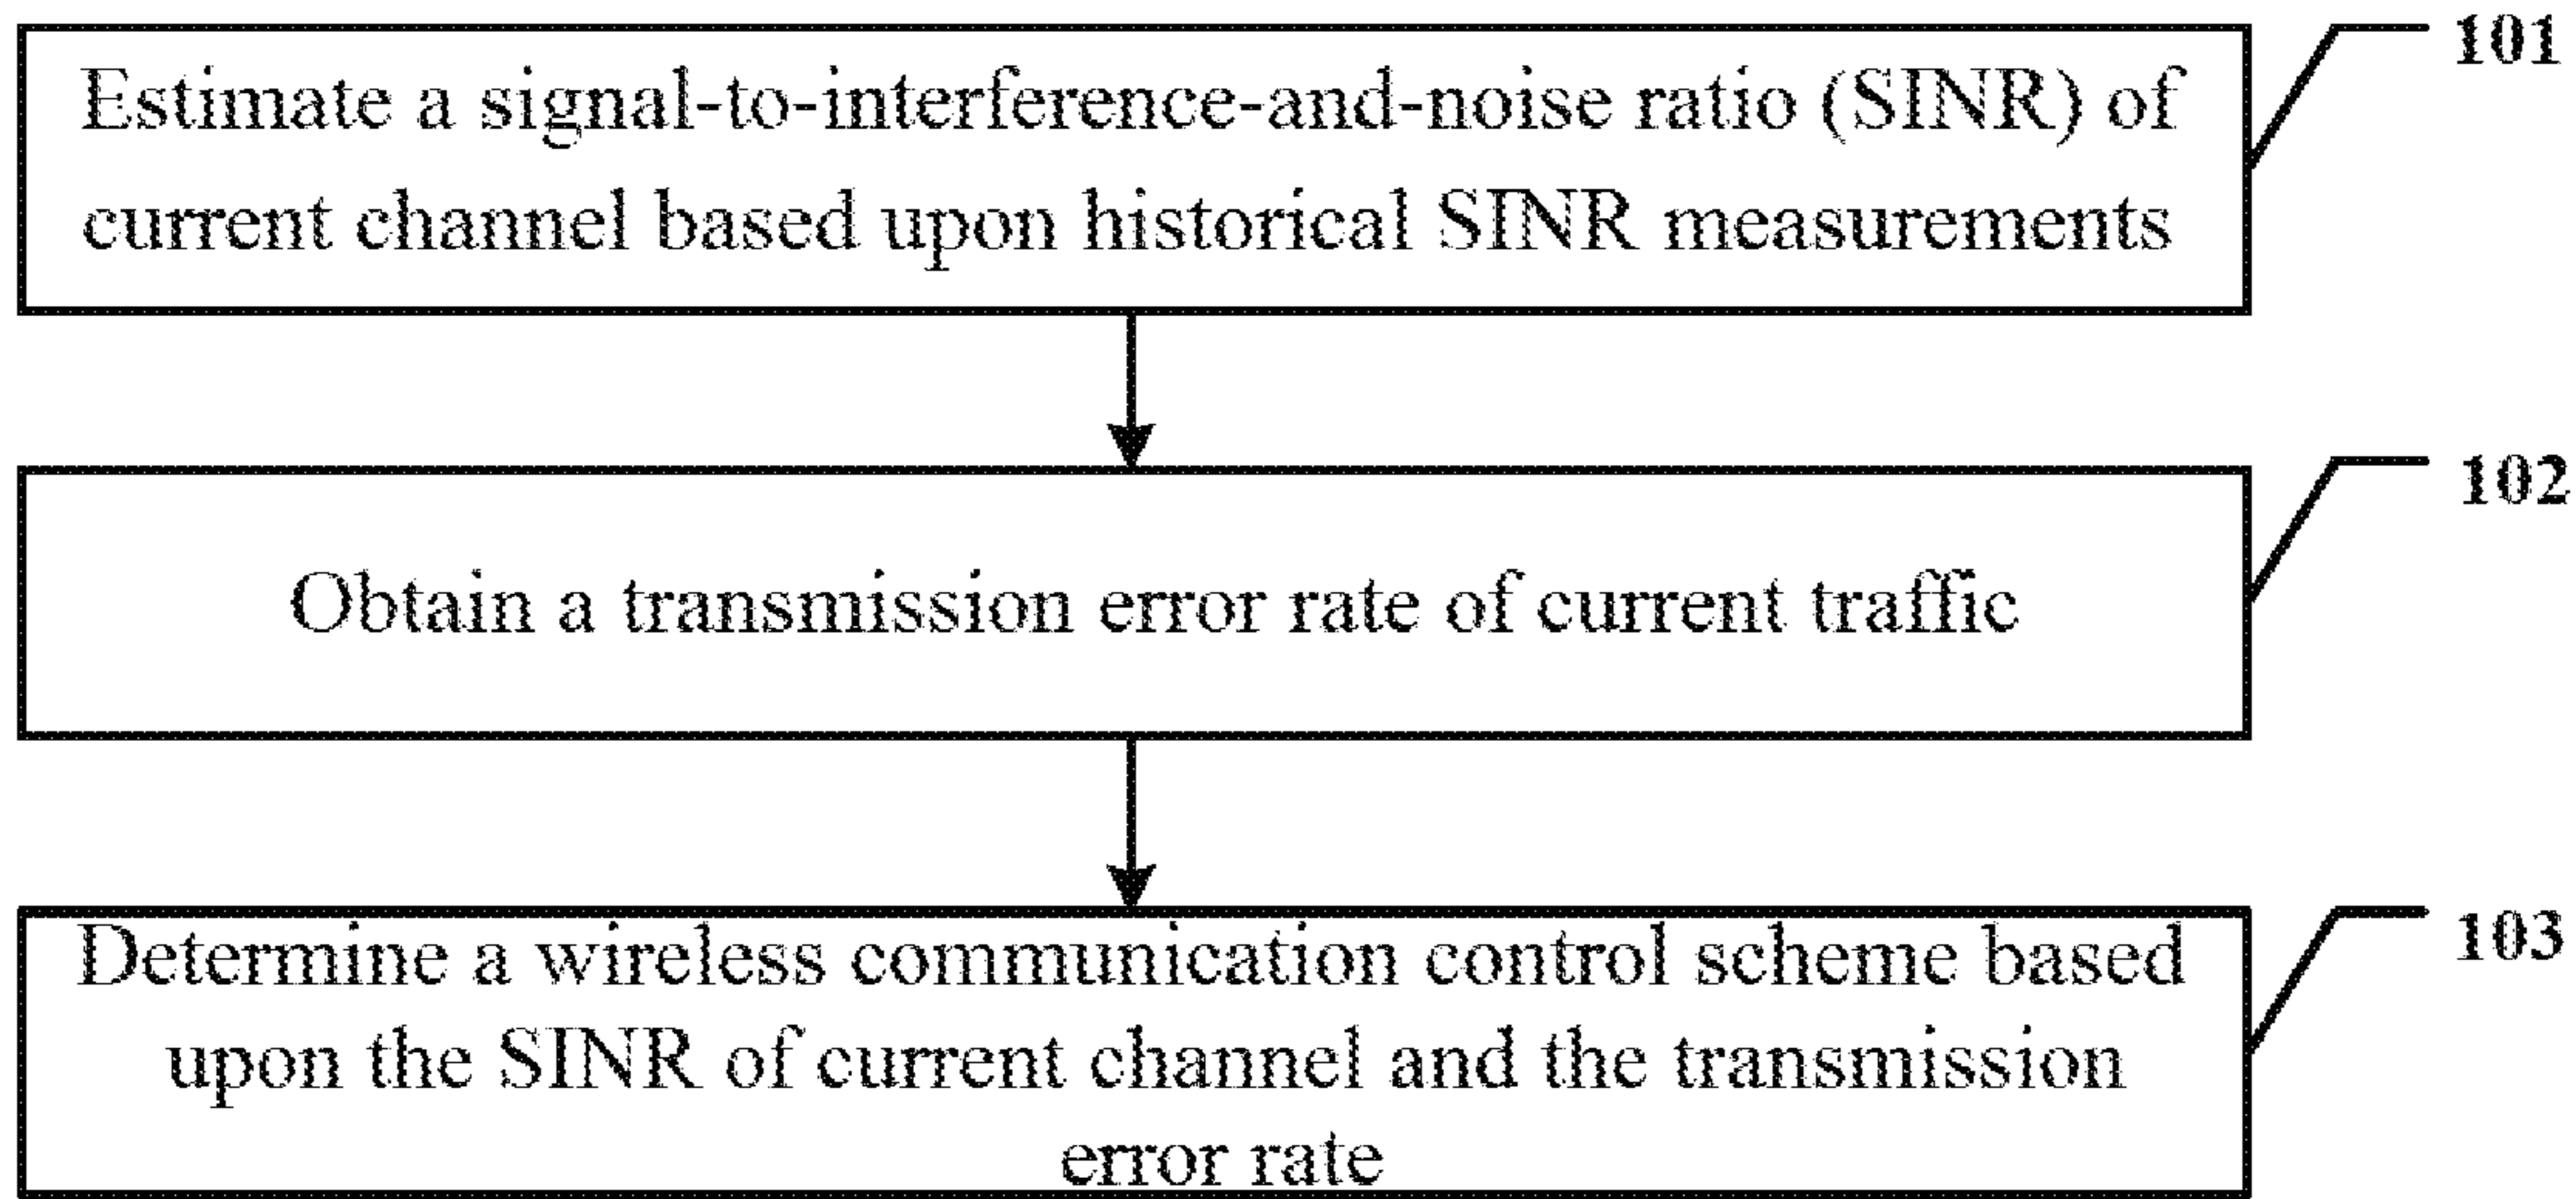 Estimate a signal-to-interference-and-noise ratio (SINR) of
current channel based upon historical SINR measurements
101
Obtain a transmission error rate of current traffic
102
Determine a wireless communication control scheme based
upon the SINR of current channel and the transmission
error rate
103